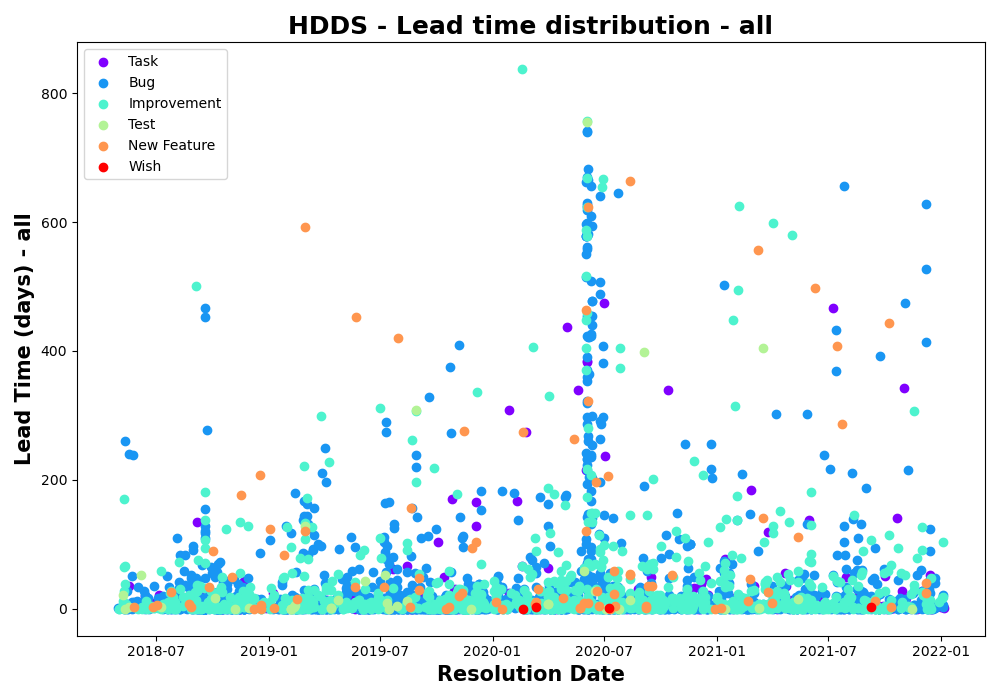 HDDS - Lead time distribution - all
Task
Bug
Improvement
Test
New Feature
Wish
Lead Time (days) - all
800
600
400
200
0
2018-07
2019-01
2019-07
2020-01
2020-07
2021-01
2021-07
2022-01
Resolution Date